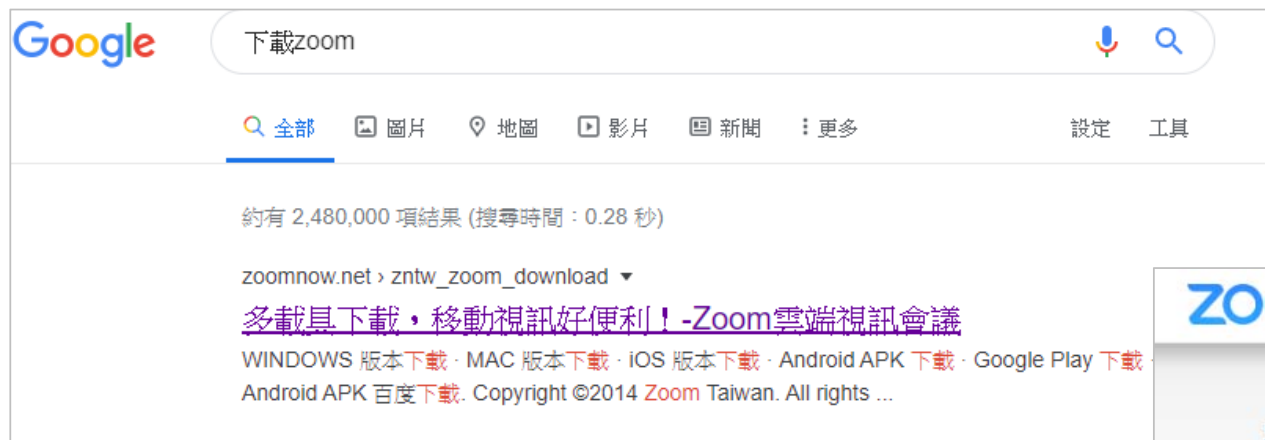 Google
下載zoom
全部 圖片 地圖 影片 新聞 更多 設定 工具
約有 2,480,000 項結果 (搜尋時間：0.28 秒)
zoomnow.net › zntw_zoom_download
多載具下載，移動視訊好便利！-Zoom雲端視訊會議
ZO
WINDOWS 版本下載 · MAC 版本下載 · iOS 版本下載 · Android APK 下載 · Google Play 下載 ·
Android APK 百度下載. Copyright ©2014 Zoom Taiwan. All rights ...